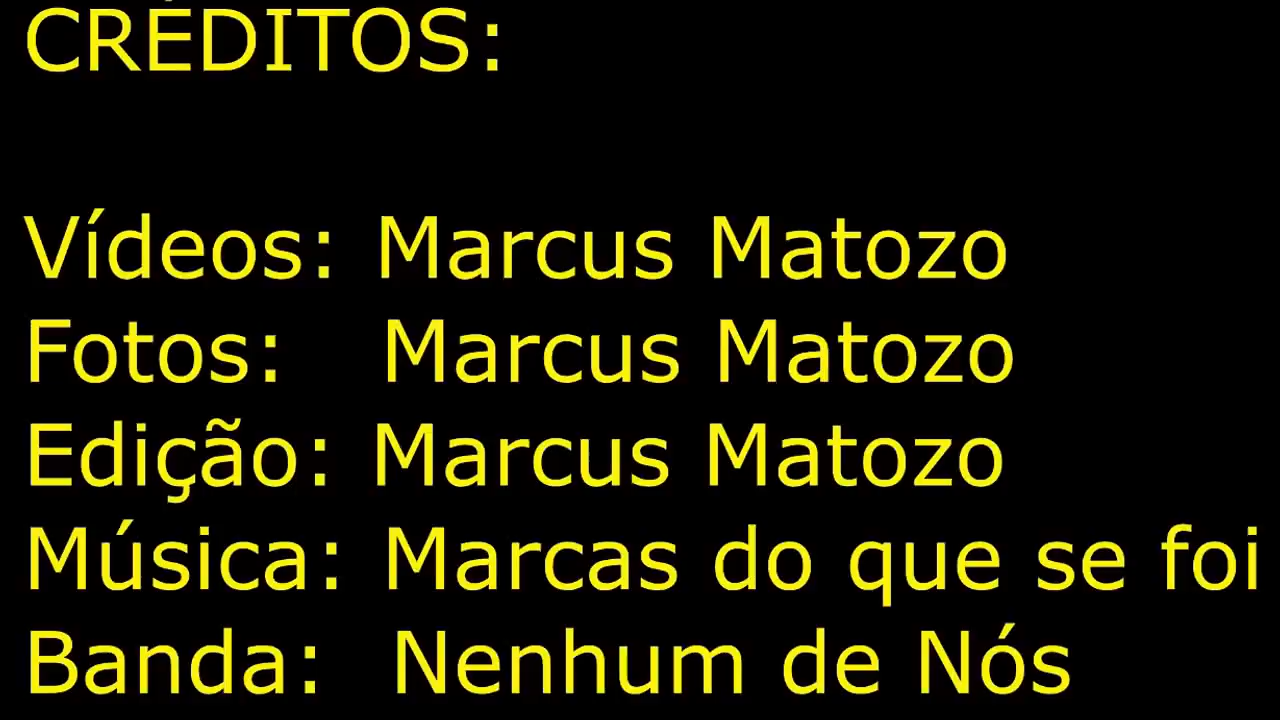 CRÉDITOS:
Vídeos: Marcus Matozo
Fotos: Marcus Matozo
Edição: Marcus Matozo
Música: Marcas do que se foi
Banda: Nenhum de Nós